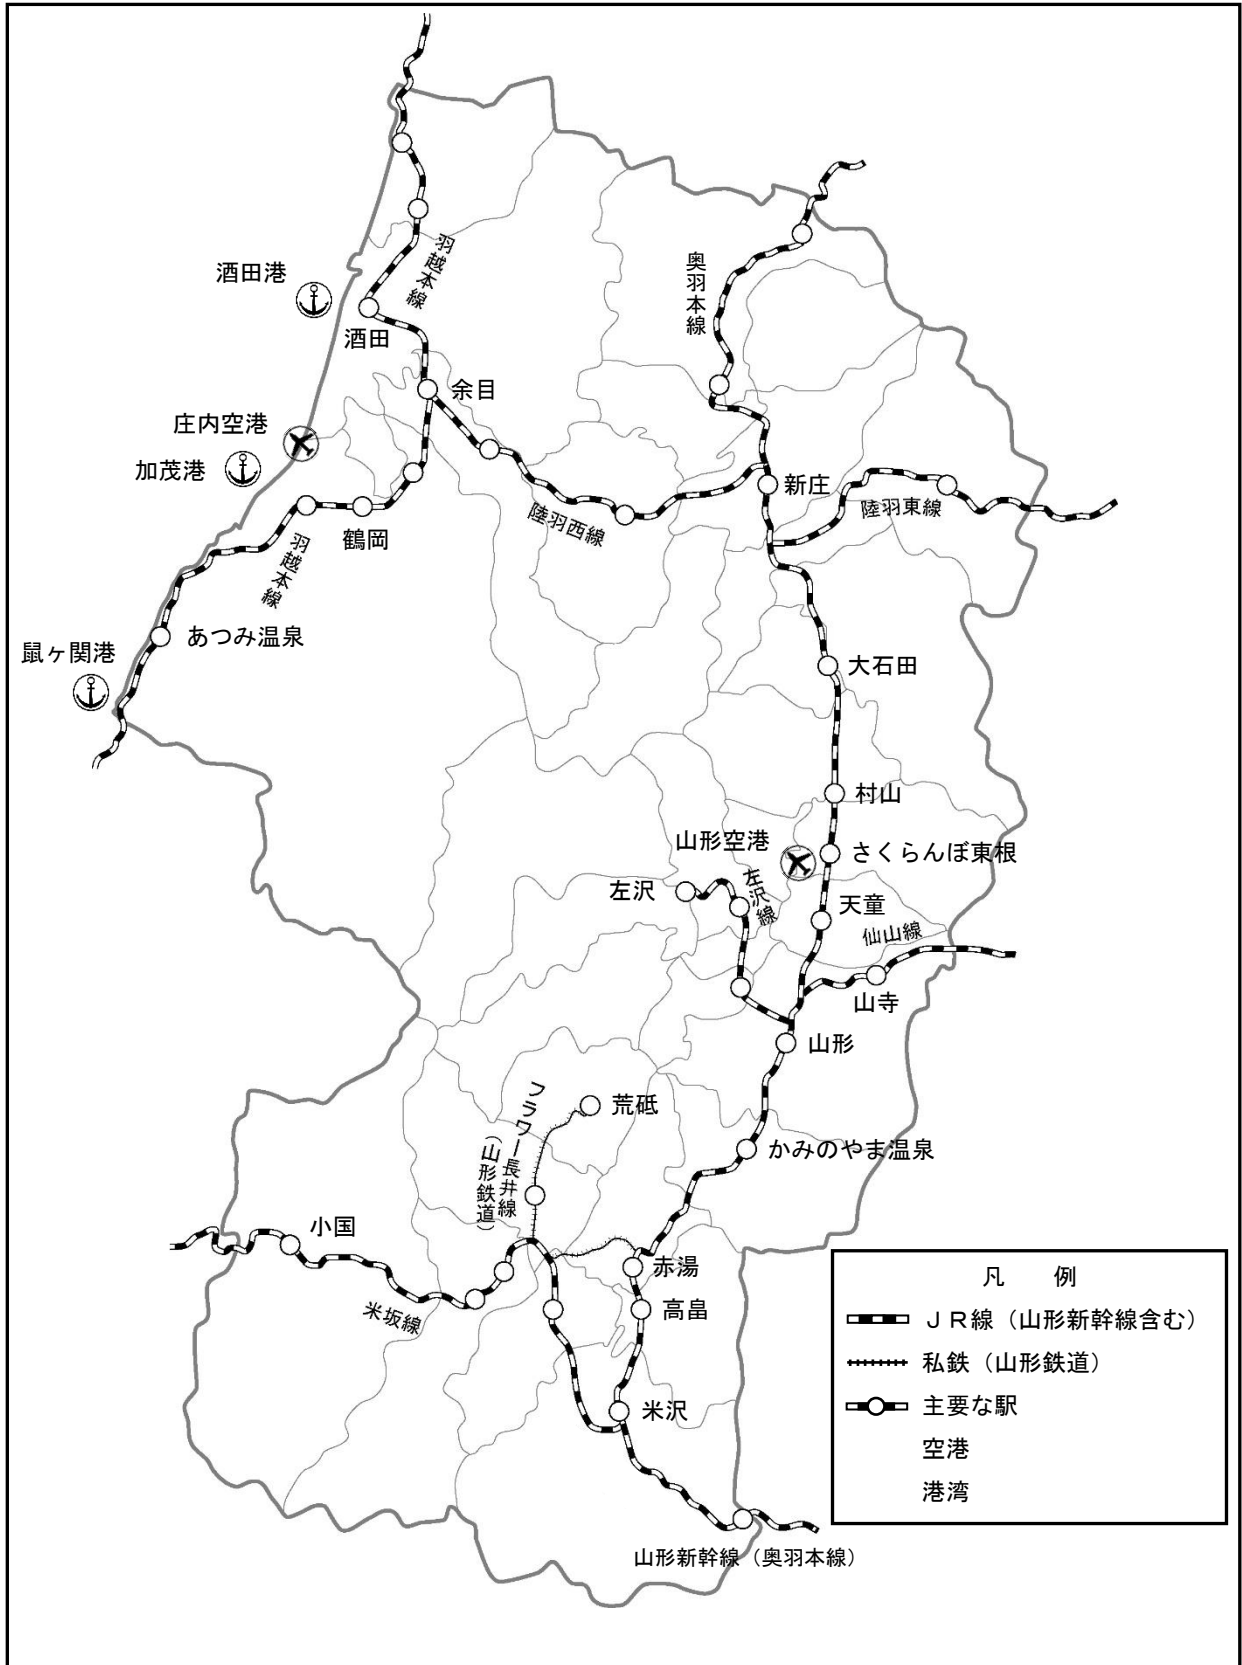 羽越本線
酒田港
奥羽本線
酒田
余目
庄内空港
加茂港
新庄
陸羽東線
陸羽西線
鶴岡
羽越本線
あつみ温泉
鼠ヶ関港
大石田
村山
山形空港
さくらんぼ東根
左沢
左沢線
天童
仙山線
山寺
山形
フラワー長井線
(山形鉄道)
荒砥
かみのやま温泉
小国
赤湯
高畠
米坂線
米沢
山形新幹線(奥羽本線)
凡 例
JR線(山形新幹線含む)
私鉄(山形鉄道)
主要な駅
空港
港湾